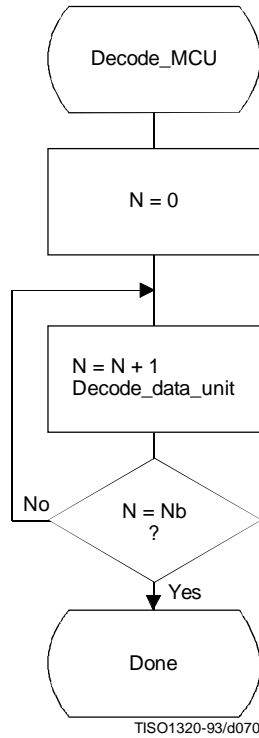 Decode_MCU
N = 0
N = N + 1
Decode_data_unit
N = Nb
?
No
Yes
Done
TISO1320-93/d070